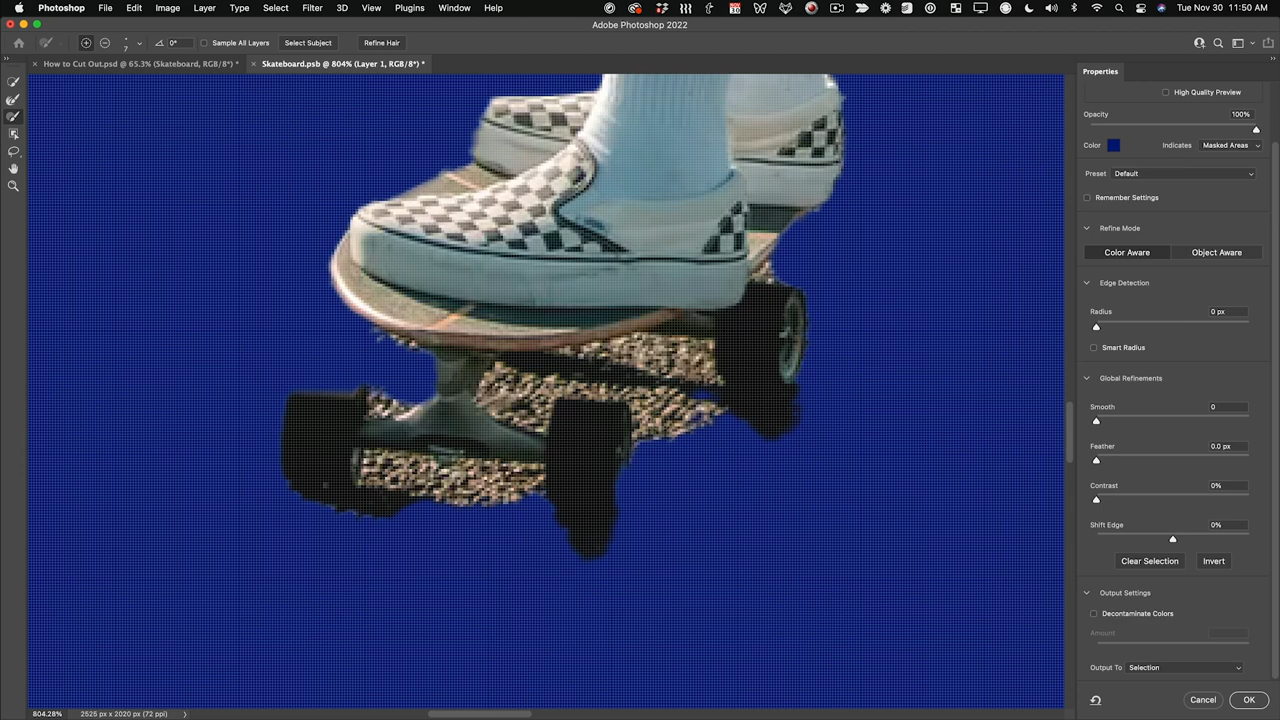 Photoshop File Edit Image Layer Type Select Filter 3D View Plugins Window Help Tue Nov 30 11:50 AM
Adobe Photoshop 2022
7 0° Sample All Layers Select Subject Refine Hair
How to Cut Out.psd @ 65.3% (Skateboard, RGB/8*) * Skateboard.psb @ 804% (Layer 1, RGB/8*) *
Properties
High Quality Preview
Opacity 100%
Color Indicates Masked Areas
Preset Default
Remember Settings
Refine Mode
Color Aware Object Aware
Edge Detection
Radius 0 px
Smart Radius
Global Refinements
Smooth 0
Feather 0.0 px
Contrast 0%
Shift Edge 0%
Clear Selection Invert
Output Settings
Decontaminate Colors
Amount
Output To Selection
Cancel OK
804.28% 2525 px x 2020 px (72 ppi)